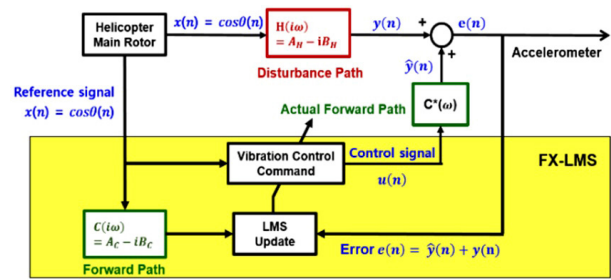 Helicopter
Main Rotor
x(n) = cosθ(n)
H(iω)
= A_H − iB_H
Disturbance Path
y(n)
+
e(n)
Accelerometer
+
ŷ(n)
Reference signal
x(n) = cosθ(n)
Actual Forward Path
C*(ω)
Vibration Control
Command
Control signal
u(n)
FX-LMS
C(iω)
= A_C − iB_C
Forward Path
LMS
Update
Error e(n) = ŷ(n) + y(n)